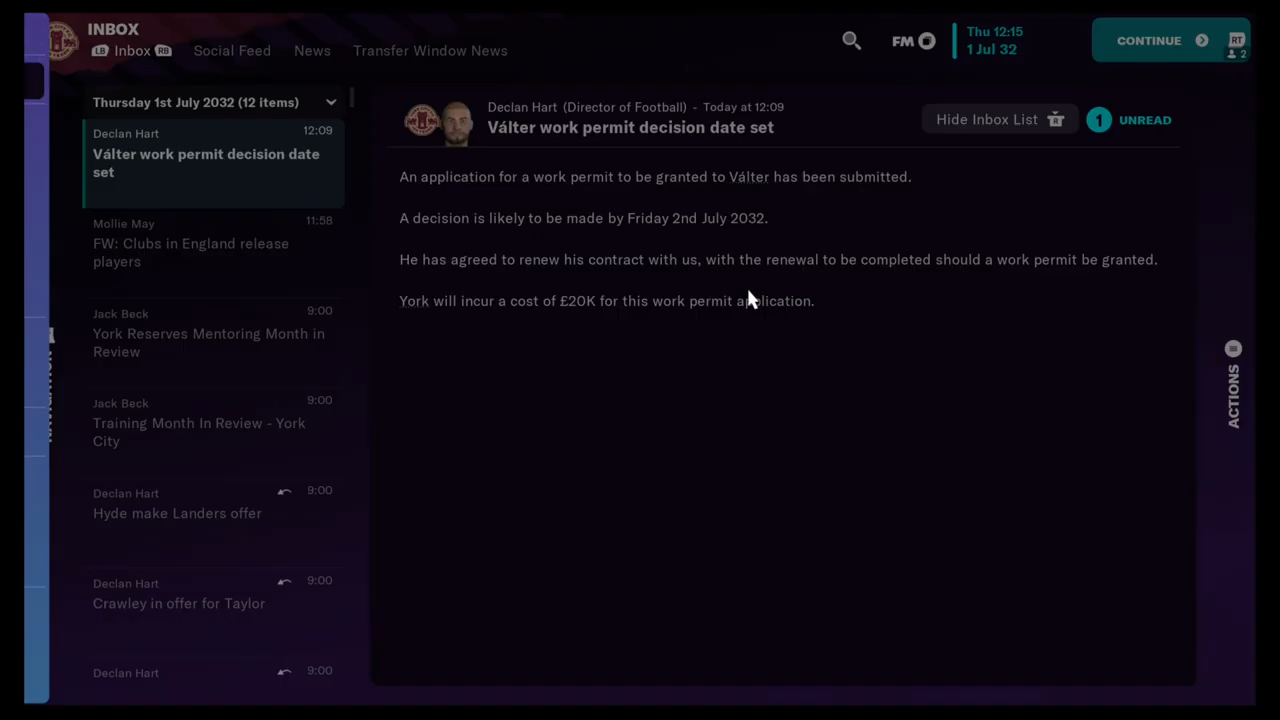 INBOX
LB Inbox RB
Social Feed
News
Transfer Window News
FM
Thu 12:15
1 Jul 32
CONTINUE
RT
2
Thursday 1st July 2032 (12 items)
Declan Hart
12:09
Válter work permit decision date
set
Mollie May
11:58
FW: Clubs in England release
players
Jack Beck
9:00
York Reserves Mentoring Month in
Review
Jack Beck
9:00
Training Month In Review - York
City
Declan Hart
9:00
Hyde make Landers offer
Declan Hart
9:00
Crawley in offer for Taylor
Declan Hart
9:00
Declan Hart (Director of Football) - Today at 12:09
Válter work permit decision date set
Hide Inbox List
R
1
UNREAD
An application for a work permit to be granted to Válter has been submitted.
A decision is likely to be made by Friday 2nd July 2032.
He has agreed to renew his contract with us, with the renewal to be completed should a work permit be granted.
York will incur a cost of £20K for this work permit application.
ACTIONS